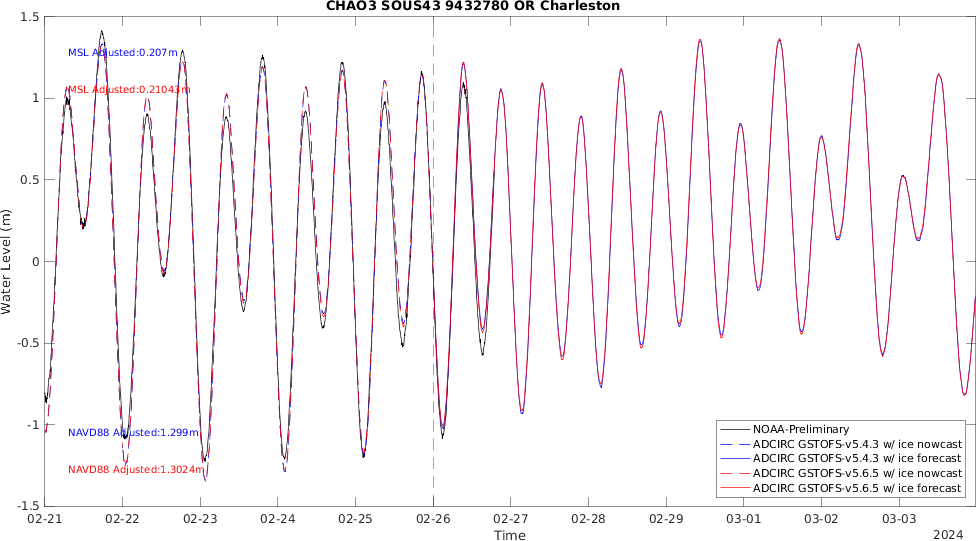 CHAO3 SOUS43 9432780 OR Charleston
1.5
1
0.5
0
-0.5
-1
-1.5
Water Level (m)
MSL Adjusted:0.207m
MSL Adjusted:0.21043m
NAVD88 Adjusted:1.299m
NAVD88 Adjusted:1.3024m
NOAA-Preliminary
ADCIRC GSTOFS-v5.4.3 w/ ice nowcast
ADCIRC GSTOFS-v5.4.3 w/ ice forecast
ADCIRC GSTOFS-v5.6.5 w/ ice nowcast
ADCIRC GSTOFS-v5.6.5 w/ ice forecast
02-21 02-22 02-23 02-24 02-25 02-26 02-27 02-28 02-29 03-01 03-02 03-03
Time
2024